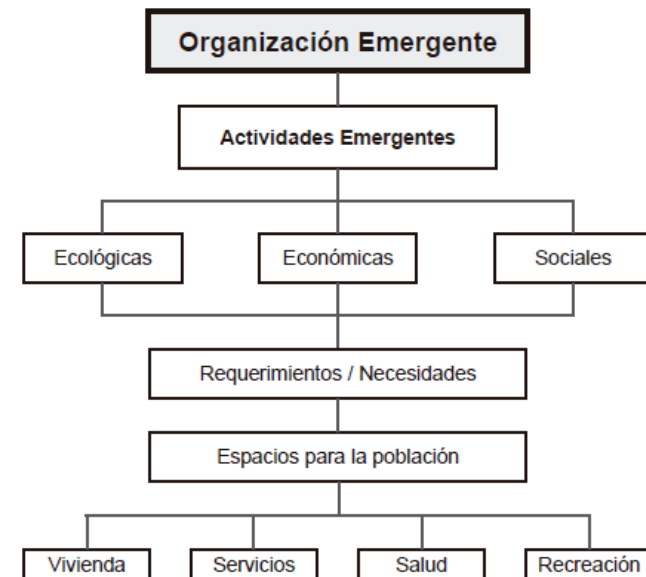 Organización Emergente
Actividades Emergentes
Ecológicas
Económicas
Sociales
Requerimientos / Necesidades
Espacios para la población
Vivienda
Servicios
Salud
Recreación